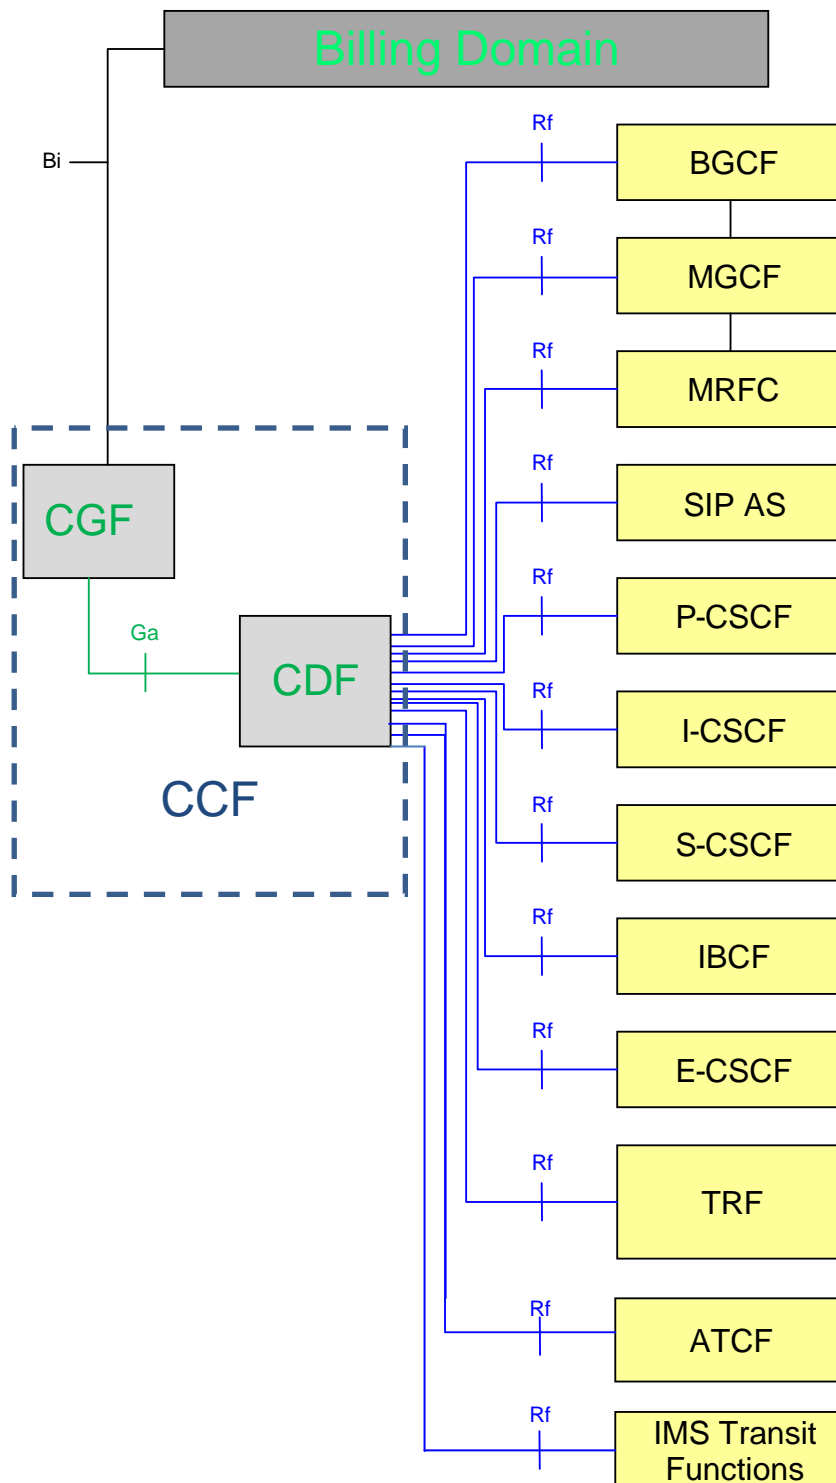 Billing Domain
Bi
Rf
BGCF
Rf
MGCF
Rf
MRFC
Rf
SIP AS
CGF
Rf
P-CSCF
Ga
CDF
Rf
I-CSCF
CCF
Rf
S-CSCF
Rf
IBCF
Rf
E-CSCF
Rf
TRF
Rf
ATCF
Rf
IMS Transit
Functions